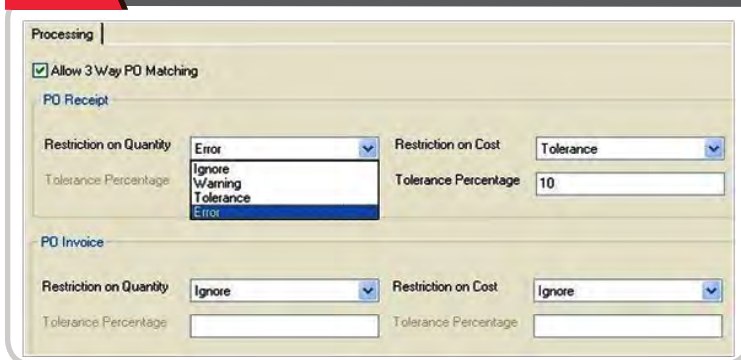 Processing
Allow 3 Way PO Matching
PO Receipt
Restriction on Quantity Error Restriction on Cost Tolerance
Ignore
Tolerance Percentage Warning Tolerance Percentage 10
Tolerance
Error
PO Invoice
Restriction on Quantity Ignore Restriction on Cost Ignore
Tolerance Percentage Tolerance Percentage